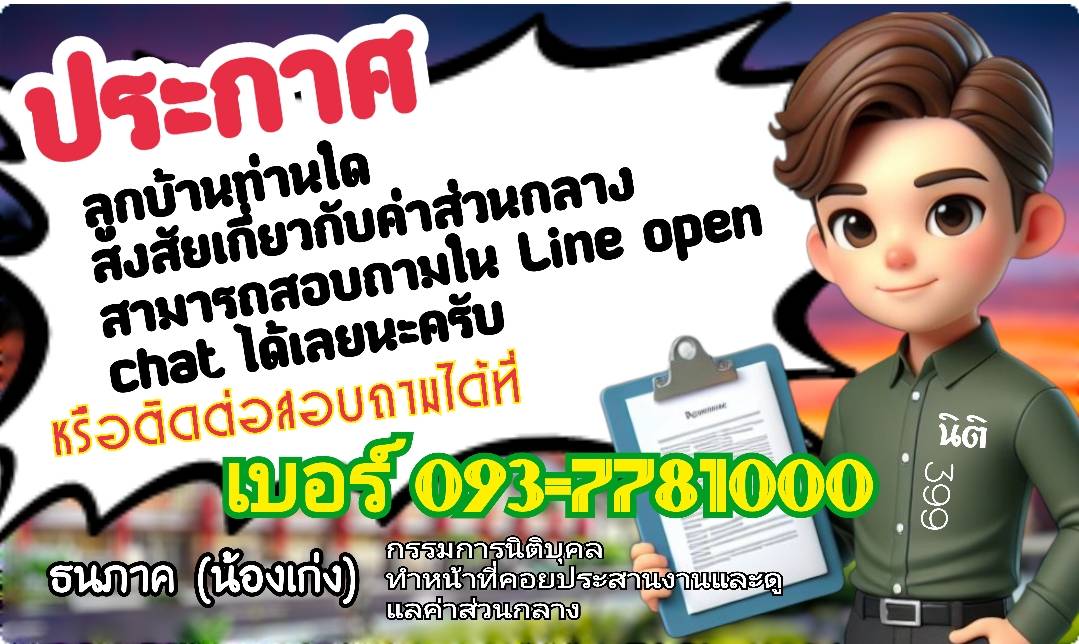 ประกาศ
ลูกบ้านท่านใด
สงสัยเกี่ยวกับค่าส่วนกลาง
สามารถสอบถามใน Line open
chat ได้เลยนะครับ
หรือติดต่อสอบถามได้ที่
เบอร์ 093-7781000
นิติ
399
ธนภาค (น้องเก่ง)
กรรมการนิติบุคล
ทำหน้าที่คอยประสานงานและดู
แลค่าส่วนกลาง